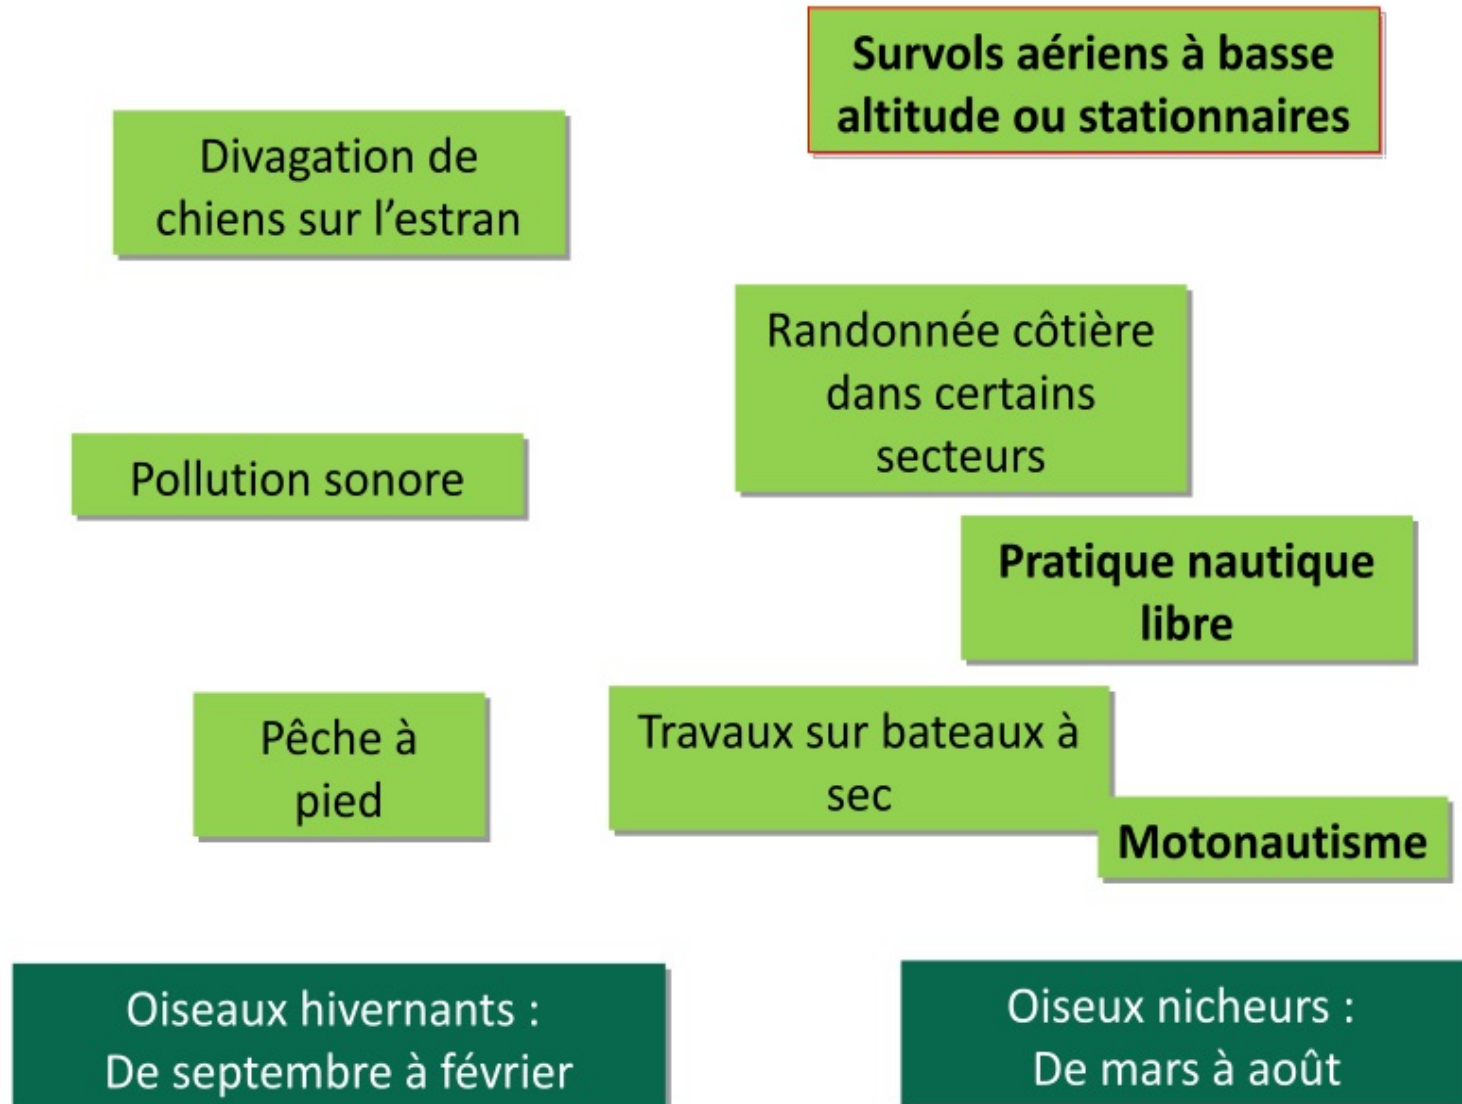 Survols aériens à basse
altitude ou stationnaires
Divagation de
chiens sur l’estran
Randonnée côtière
dans certains
secteurs
Pollution sonore
Pratique nautique
libre
Pêche à
pied
Travaux sur bateaux à
sec
Motonautisme
Oiseaux hivernants :
De septembre à février
Oiseux nicheurs :
De mars à août